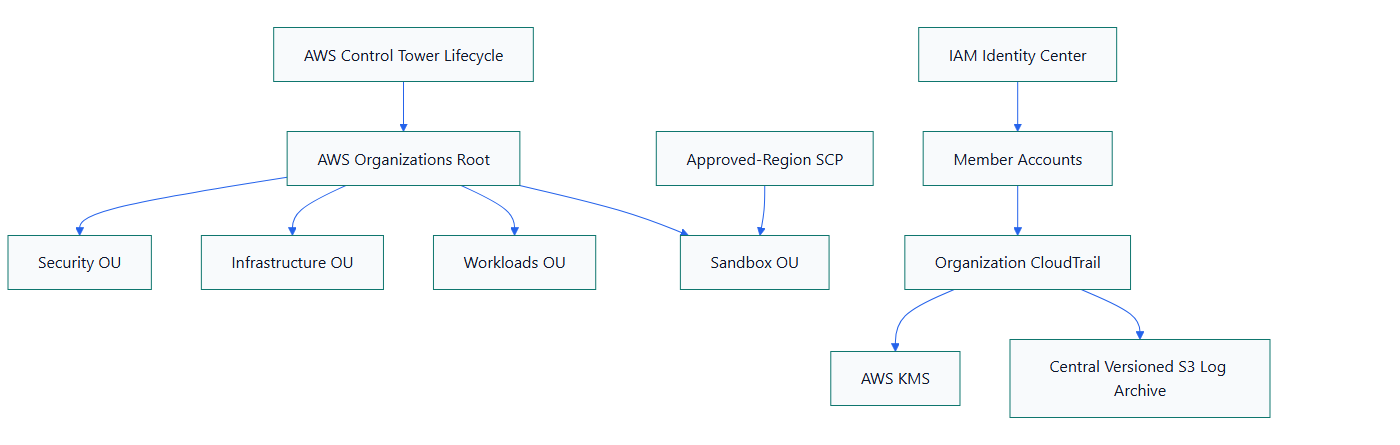 AWS Control Tower Lifecycle
IAM Identity Center
AWS Organizations Root
Approved-Region SCP
Member Accounts
Security OU
Infrastructure OU
Workloads OU
Sandbox OU
Organization CloudTrail
AWS KMS
Central Versioned S3 Log
Archive